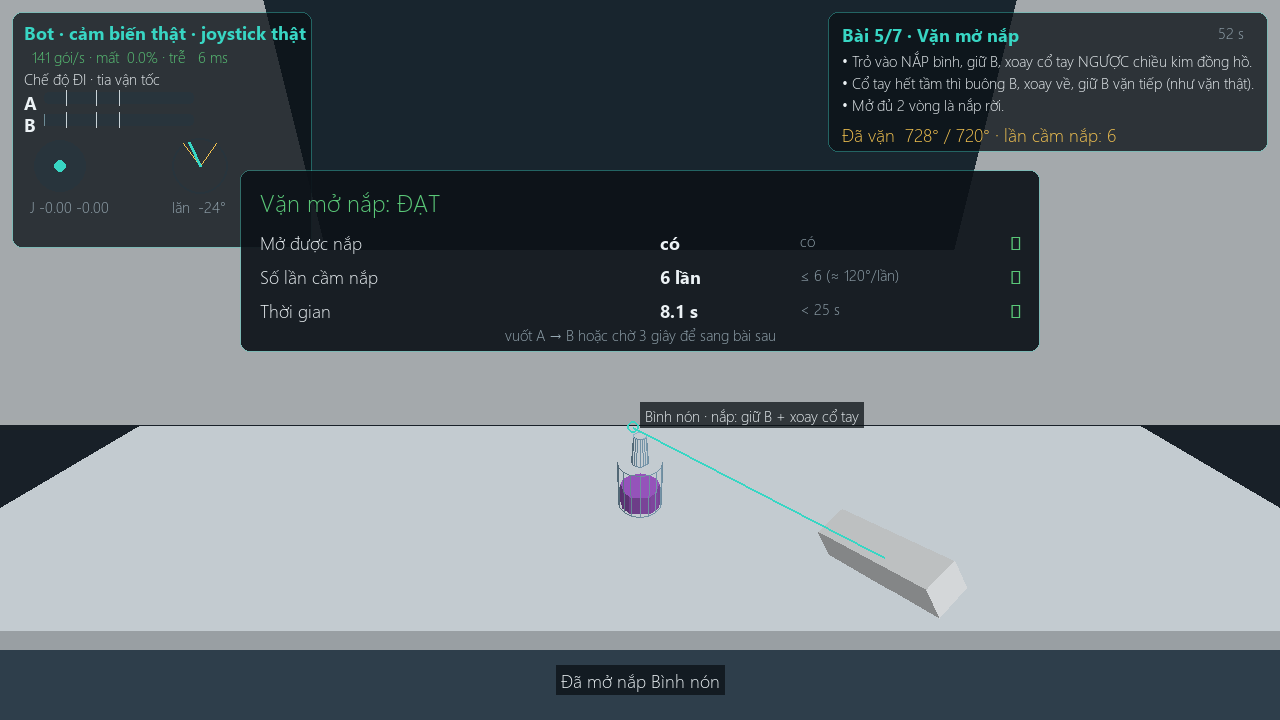 Bot · cảm biến thật · joystick thật
141 gói/s · mất 0.0% · trễ 6 ms
Chế độ ĐI · tia vận tốc
A
B
J -0.00 -0.00
lăn -24°
Bài 5/7 · Vặn mở nắp
52 s
• Trỏ vào NẮP bình, giữ B, xoay cổ tay NGƯỢC chiều kim đồng hồ.
• Cổ tay hết tầm thì buông B, xoay về, giữ B vặn tiếp (như vặn thật).
• Mở đủ 2 vòng là nắp rời.
Đã vặn 728° / 720° · lần cầm nắp: 6
Vặn mở nắp: ĐẠT
Mở được nắp có có
Số lần cầm nắp 6 lần ≤ 6 (≈ 120°/lần)
Thời gian 8.1 s < 25 s
vuốt A → B hoặc chờ 3 giây để sang bài sau
Bình nón · nắp: giữ B + xoay cổ tay
Đã mở nắp Bình nón